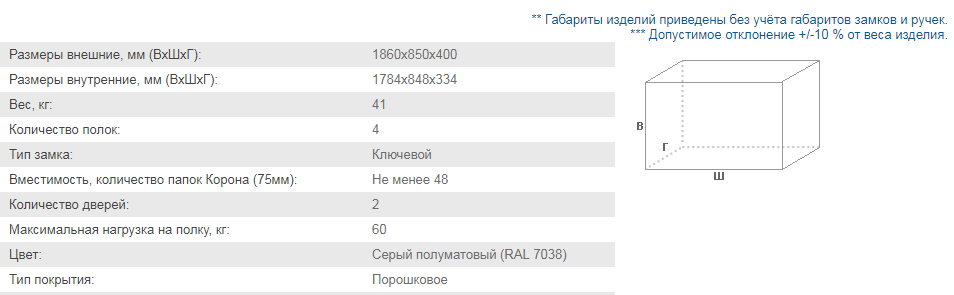 ** Габариты изделий приведены без учёта габаритов замков и ручек.
*** Допустимое отклонение +/-10 % от веса изделия.
Размеры внешние, мм (ВхШхГ): 1860x850x400
Размеры внутренние, мм (ВхШхГ): 1784x848x334
Вес, кг: 41
Количество полок: 4
Тип замка: Ключевой
Вместимость, количество папок Корона (75мм): Не менее 48
Количество дверей: 2
Максимальная нагрузка на полку, кг: 60
Цвет: Серый полуматовый (RAL 7038)
Тип покрытия: Порошковое
В
Г
Ш